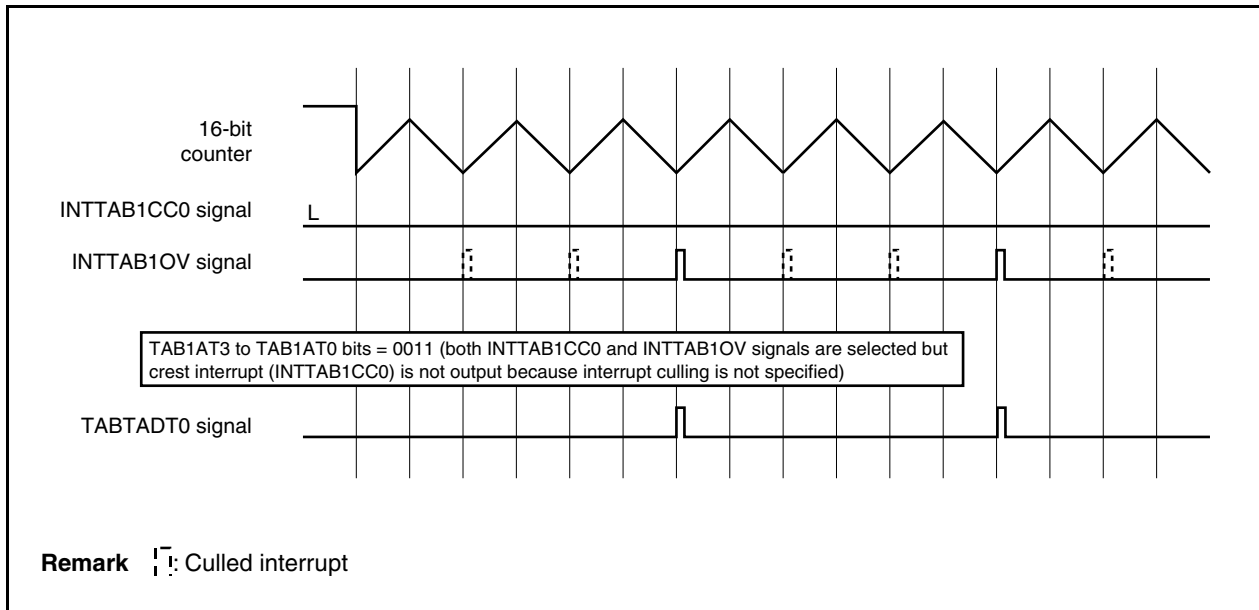 16-bit
counter
INTTAB1CC0 signal
L
INTTAB1OV signal
TAB1AT3 to TAB1AT0 bits = 0011 (both INTTAB1CC0 and INTTAB1OV signals are selected but
crest interrupt (INTTAB1CC0) is not output because interrupt culling is not specified)
TABTADT0 signal
Remark : Culled interrupt